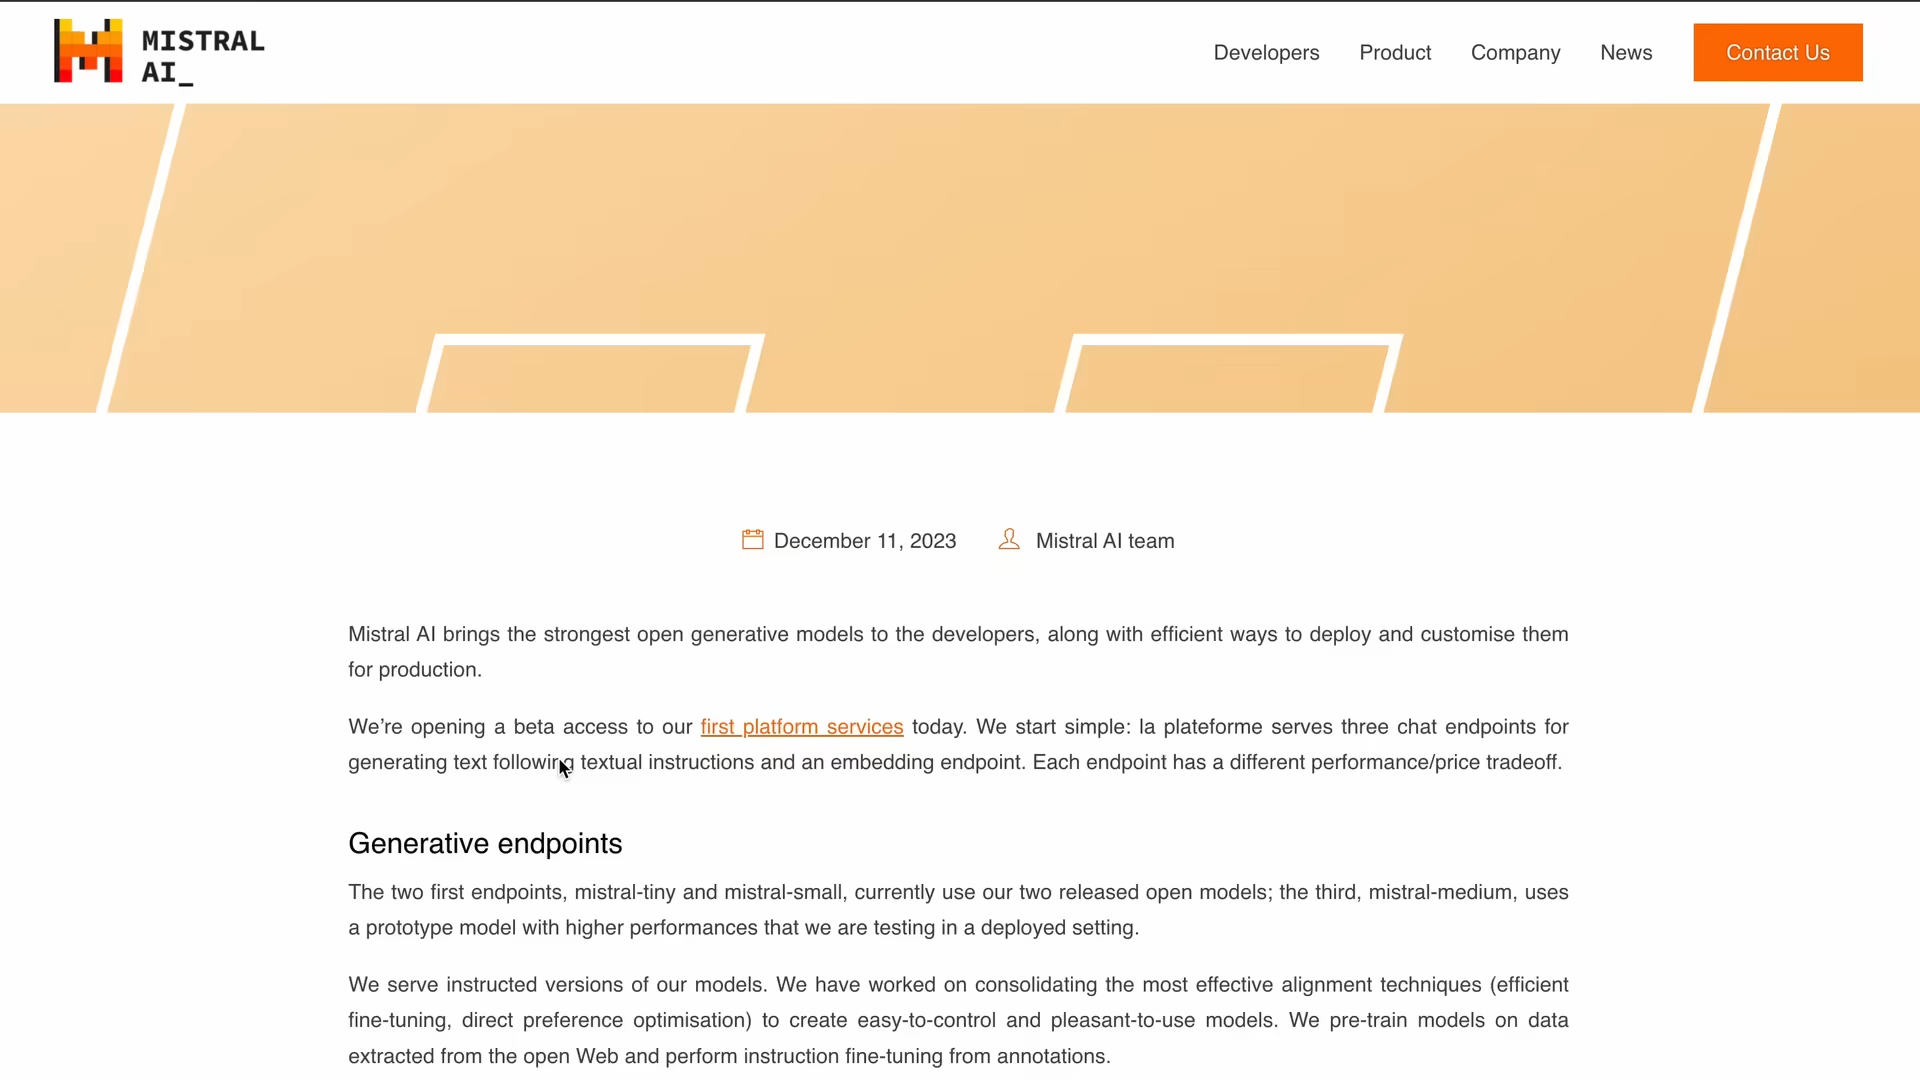 MISTRAL
AI_
Developers Product Company News Contact Us
December 11, 2023 Mistral AI team
Mistral AI brings the strongest open generative models to the developers, along with efficient ways to deploy and customise them
for production.
We’re opening a beta access to our first platform services today. We start simple: la plateforme serves three chat endpoints for
generating text following textual instructions and an embedding endpoint. Each endpoint has a different performance/price tradeoff.
Generative endpoints
The two first endpoints, mistral-tiny and mistral-small, currently use our two released open models; the third, mistral-medium, uses
a prototype model with higher performances that we are testing in a deployed setting.
We serve instructed versions of our models. We have worked on consolidating the most effective alignment techniques (efficient
fine-tuning, direct preference optimisation) to create easy-to-control and pleasant-to-use models. We pre-train models on data
extracted from the open Web and perform instruction fine-tuning from annotations.